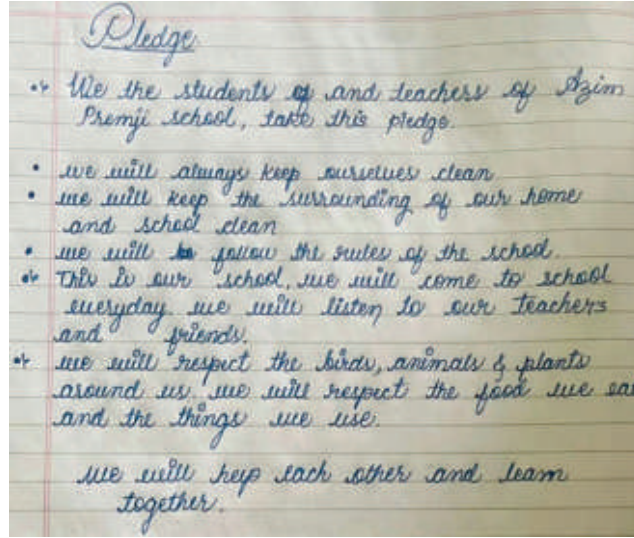 Pledge
We the students of and teachers of Azim
Premji school, take this pledge.
• we will always keep ourselves clean
• we will keep the surrounding of our home
and school clean
• we will follow the rules of the school.
This is our school, we will come to school
everyday. we will listen to our teachers
and friends.
we will respect the birds, animals & plants
around us. we will respect the food we ea
and the things we use.
we will help each other and learn
together.